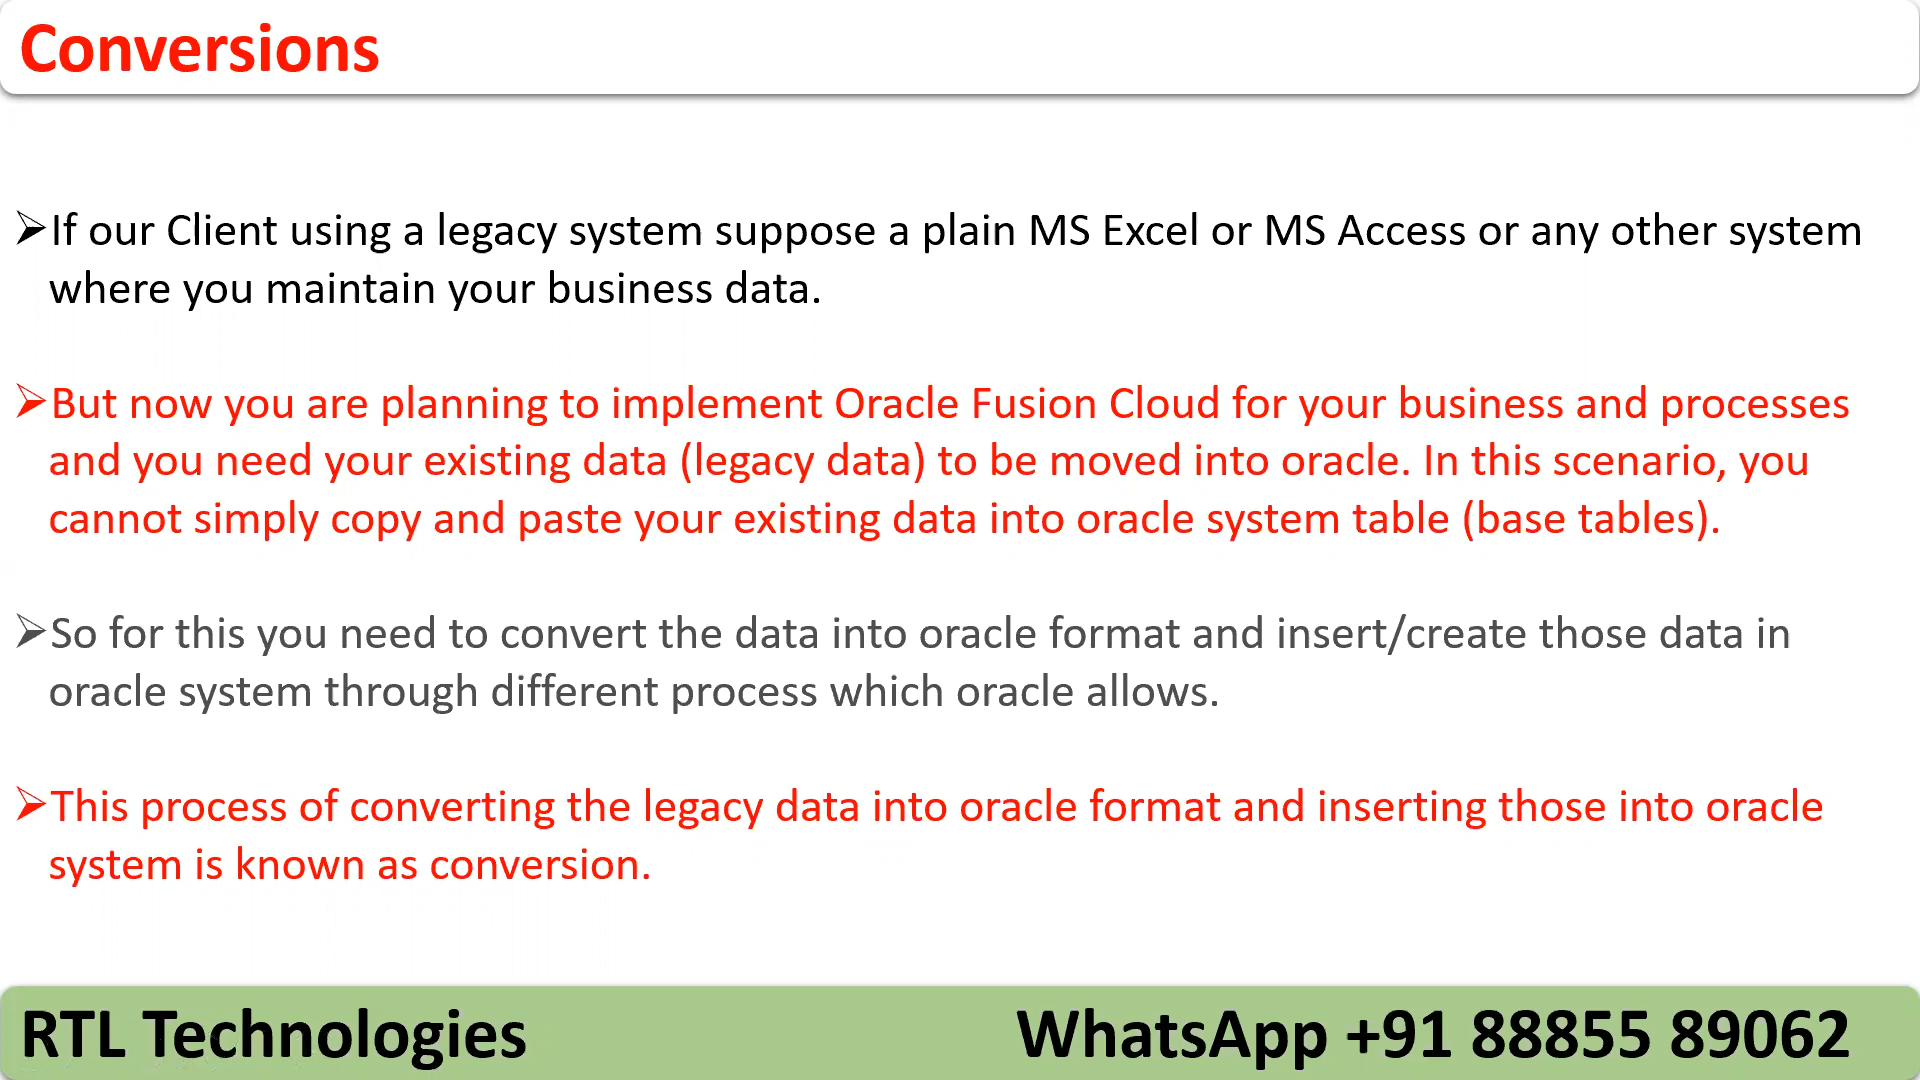 Conversions
➢If our Client using a legacy system suppose a plain MS Excel or MS Access or any other system
where you maintain your business data.
➢But now you are planning to implement Oracle Fusion Cloud for your business and processes
and you need your existing data (legacy data) to be moved into oracle. In this scenario, you
cannot simply copy and paste your existing data into oracle system table (base tables).
➢So for this you need to convert the data into oracle format and insert/create those data in
oracle system through different process which oracle allows.
➢This process of converting the legacy data into oracle format and inserting those into oracle
system is known as conversion.
RTL Technologies WhatsApp +91 88855 89062